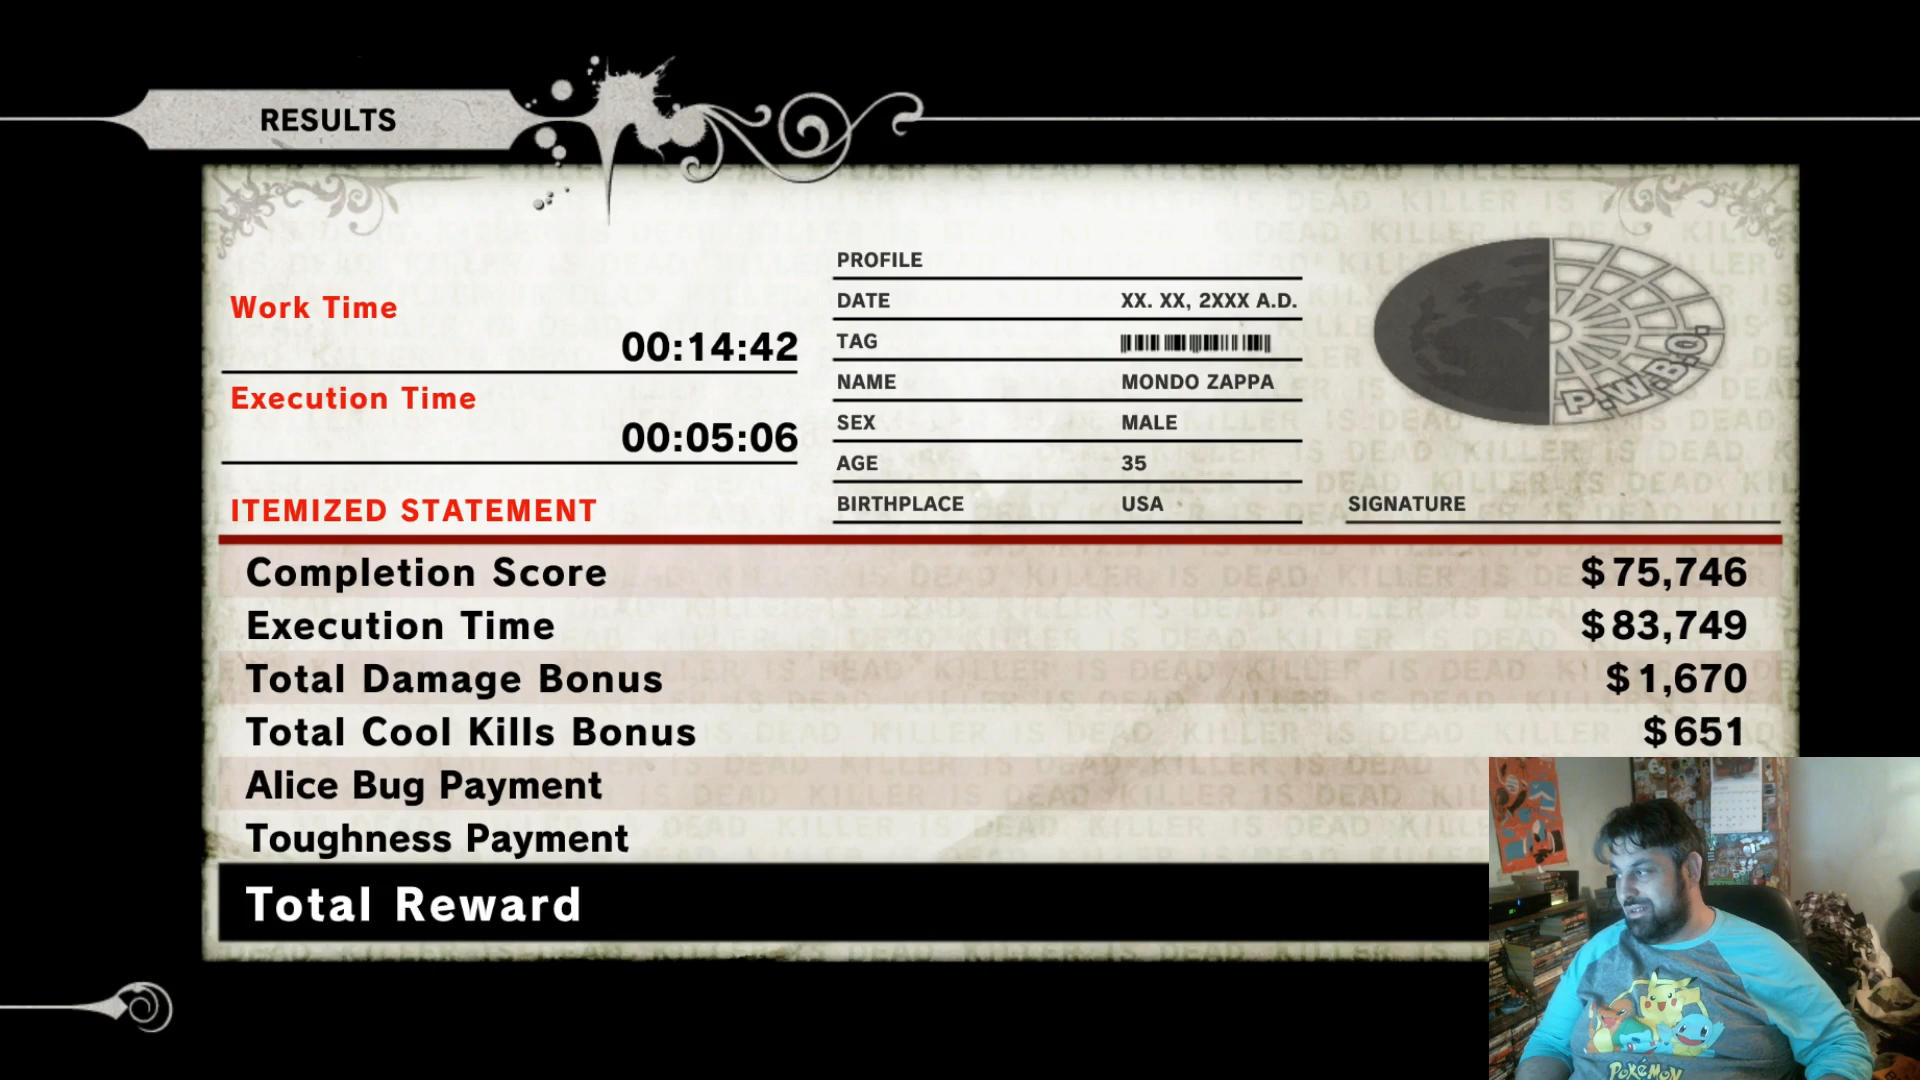 RESULTS
Work Time
00:14:42
Execution Time
00:05:06
PROFILE
DATE XX. XX, 2XXX A.D.
TAG
NAME MONDO ZAPPA
SEX MALE
AGE 35
BIRTHPLACE USA
P.W.B.O.
SIGNATURE
ITEMIZED STATEMENT
Completion Score $75,746
Execution Time $83,749
Total Damage Bonus $1,670
Total Cool Kills Bonus $651
Alice Bug Payment
Toughness Payment
Total Reward
POKÉMON